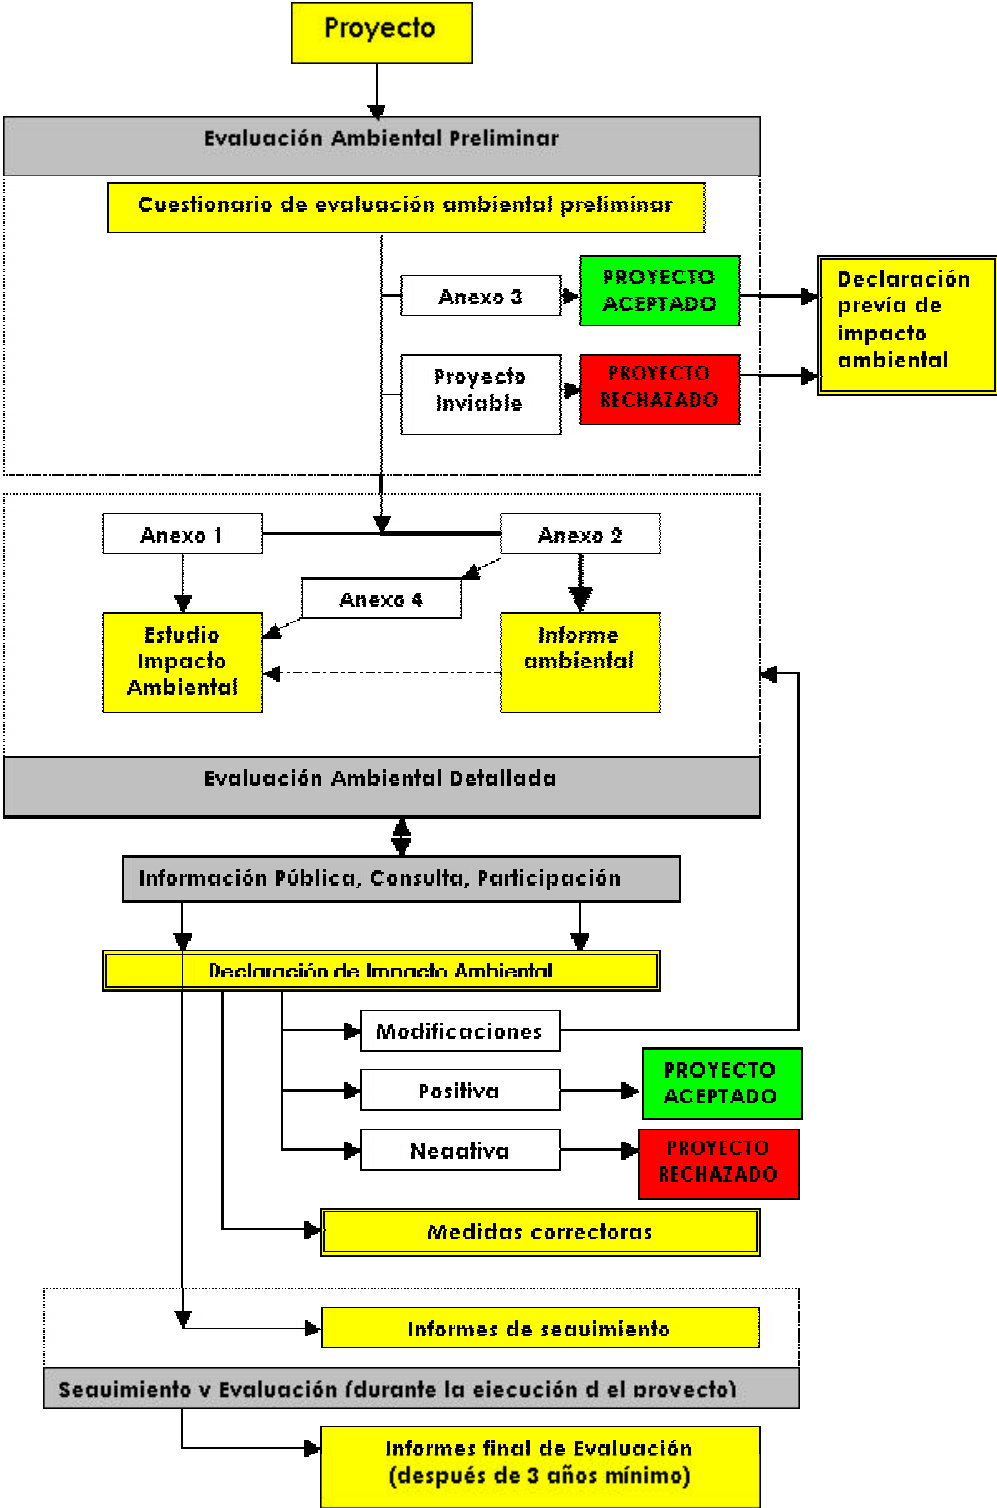 Proyecto
Evaluación Ambiental Preliminar
Cuestionario de evaluación ambiental preliminar
Anexo 3
PROYECTO
ACEPTADO
Declaración
previa de
impacto
ambiental
Proyecto
Inviable
PROYECTO
RECHAZADO
Anexo 1
Anexo 2
Anexo 4
Estudio
Impacto
Ambiental
Informe
ambiental
Evaluación Ambiental Detallada
Información Pública, Consulta, Participación
Declaración de Impacto Ambiental
Modificaciones
Positiva
PROYECTO
ACEPTADO
Negativa
PROYECTO
RECHAZADO
Medidas correctoras
Informes de seguimiento
Seguimiento y Evaluación (durante la ejecución d el proyecto)
Informes final de Evaluación
(después de 3 años mínimo)